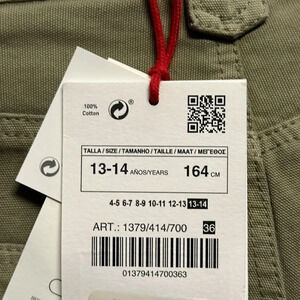 100%
Cotton
TALLA / SIZE / TAMANHO / TAILLE / MAAT / ΜΕΓΕΘΟΣ
13-14 AÑOS/YEARS 164 CM
4-5 6-7 8-9 10-11 12-13 13-14
ART.: 1379/414/700 36
01379414700363